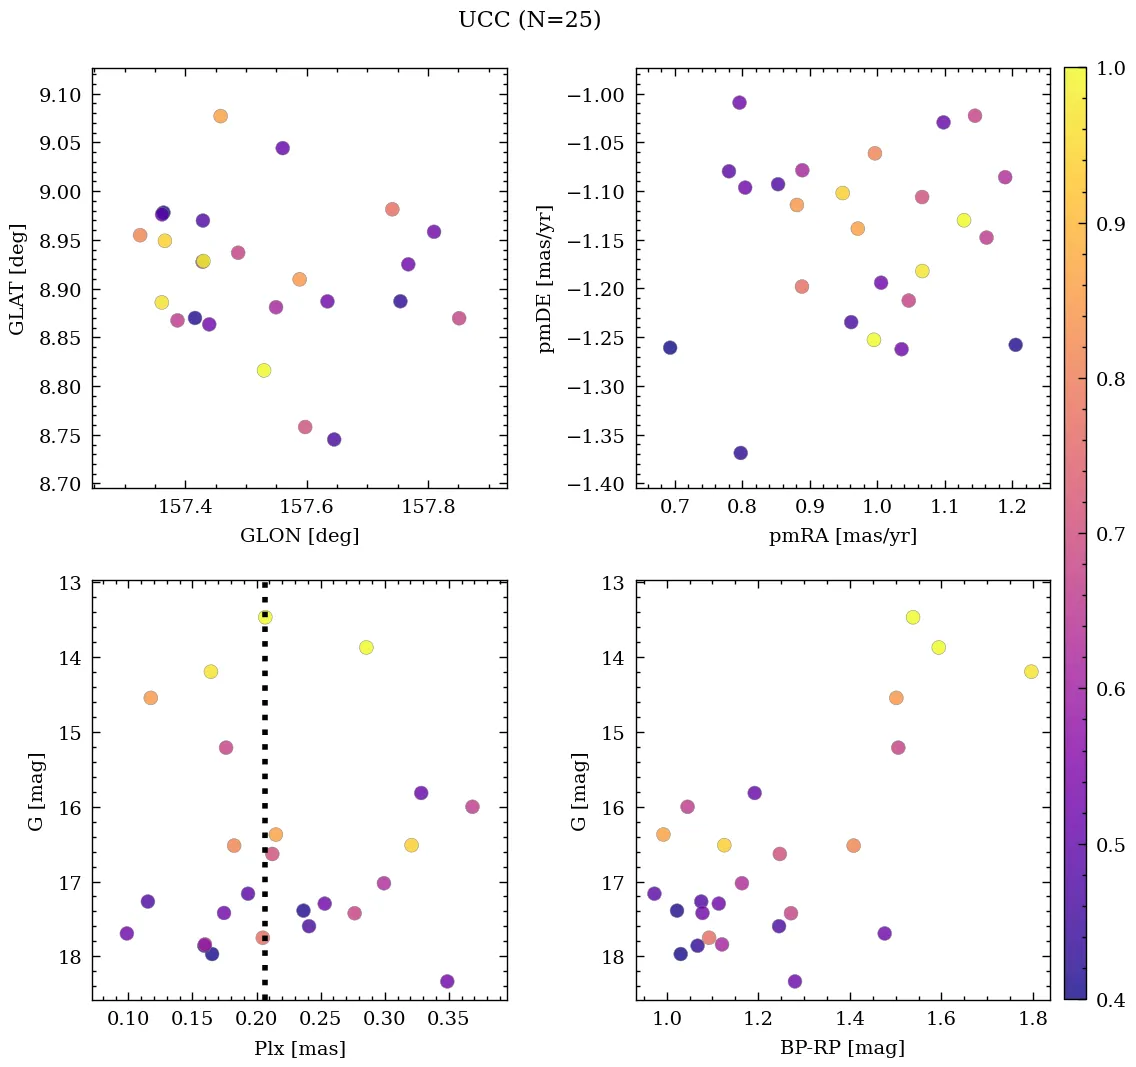 UCC (N=25)
9.10
9.05
9.00
8.95
8.90
8.85
8.80
8.75
8.70
GLAT [deg]
157.4 157.6 157.8
GLON [deg]
−1.00
−1.05
−1.10
−1.15
−1.20
−1.25
−1.30
−1.35
−1.40
pmDE [mas/yr]
0.7 0.8 0.9 1.0 1.1 1.2
pmRA [mas/yr]
13
14
15
16
17
18
G [mag]
0.10 0.15 0.20 0.25 0.30 0.35
Plx [mas]
13
14
15
16
17
18
G [mag]
1.0 1.2 1.4 1.6 1.8
BP-RP [mag]
1.0
0.9
0.8
0.7
0.6
0.5
0.4